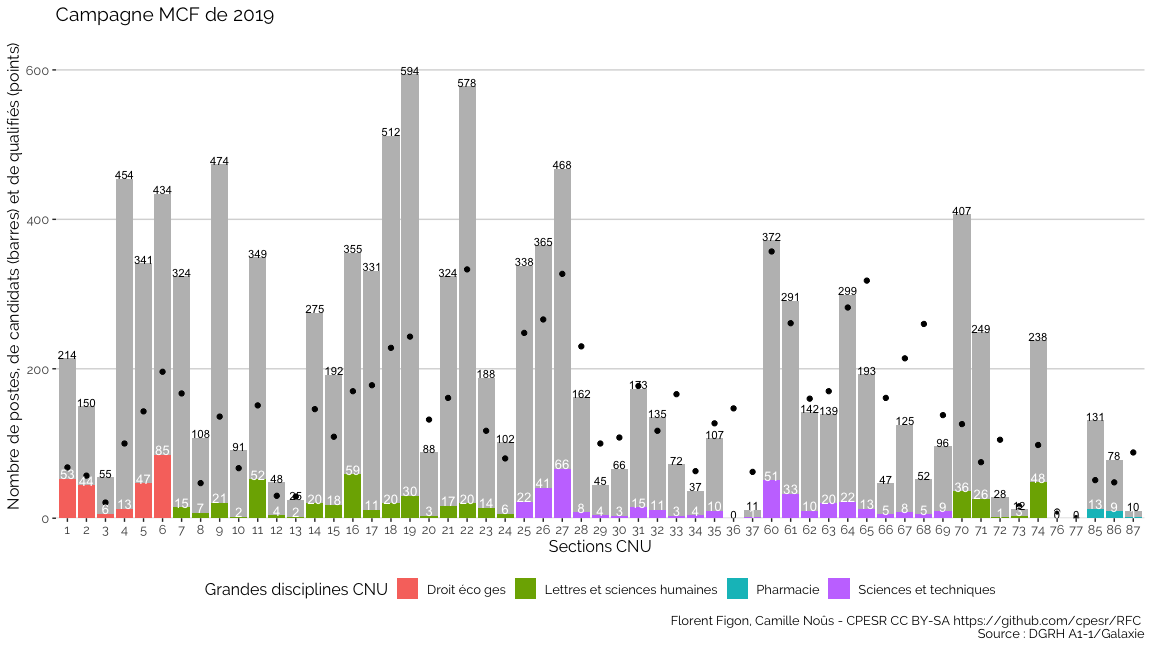 Campagne MCF de 2019
Nombre de postes, de candidats (barres) et de qualifiés (points)
600
400
200
0
214 150 55 454 341 434 324 108 474 91 349 48 25 275 192 355 331 512 594 88 324 578 188 102 338 365 468 162 45 66 173 135 72 37 107 0 11 372 291 142 139 299 193 47 125 52 96 407 249 28 12 238 0 131 78 10
53 44 6 13 47 85 15 7 21 2 52 4 2 20 18 59 11 20 30 3 17 20 14 6 22 41 66 8 4 3 15 11 3 4 10 51 33 10 20 22 13 5 8 5 9 36 26 1 48 13 9
1 2 3 4 5 6 7 8 9 10 11 12 13 14 15 16 17 18 19 20 21 22 23 24 25 26 27 28 29 30 31 32 33 34 35 36 37 60 61 62 63 64 65 66 67 68 69 70 71 72 73 74 76 77 85 86 87
Sections CNU
Grandes disciplines CNU Droit éco ges Lettres et sciences humaines Pharmacie Sciences et techniques
Florent Figon, Camille Noûs - CPESR CC BY-SA https://github.com/cpesr/RFC
Source : DGRH A1-1/Galaxie